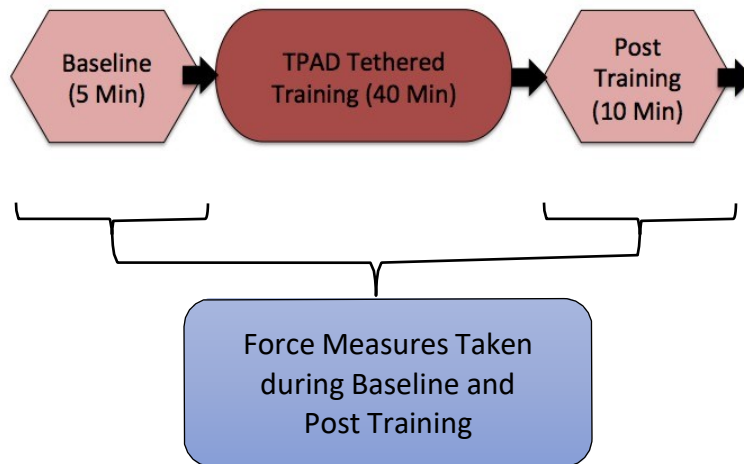 Baseline
(5 Min)
TPAD Tethered
Training (40 Min)
Post
Training
(10 Min)
Force Measures Taken
during Baseline and
Post Training